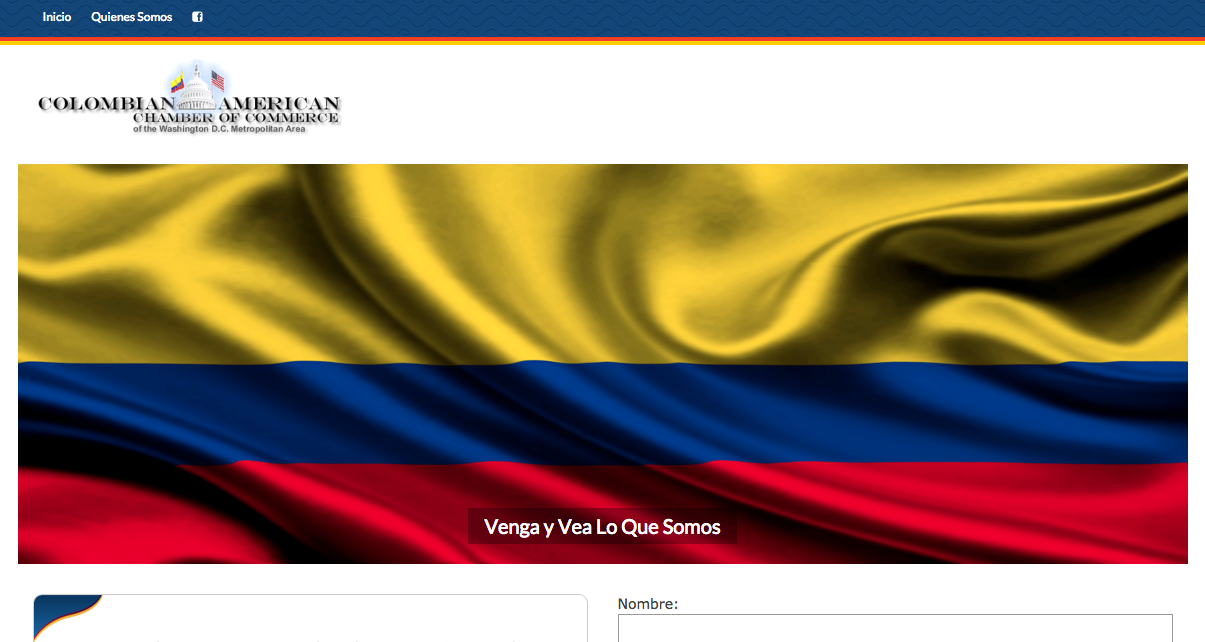 Inicio Quienes Somos
COLOMBIAN AMERICAN
CHAMBER OF COMMERCE
of the Washington D.C. Metropolitan Area
Venga y Vea Lo Que Somos
Nombre: